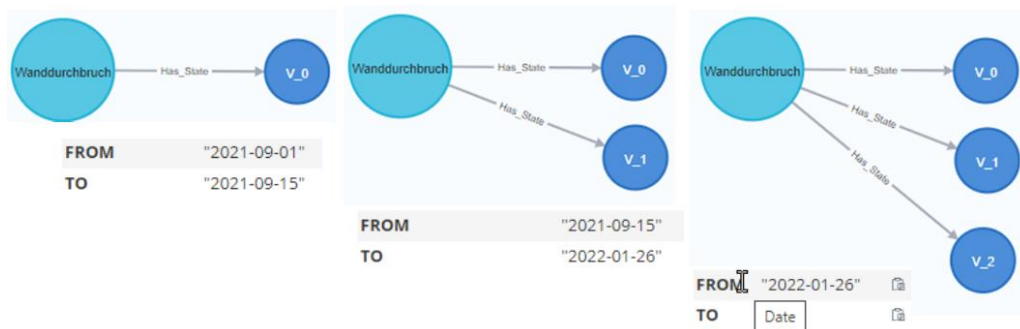 Wanddurchbruch
Has_State
V_0
FROM "2021-09-01"
TO "2021-09-15"
Wanddurchbruch
Has_State
V_0
Has_State
V_1
FROM "2021-09-15"
TO "2022-01-26"
Wanddurchbruch
Has_State
V_0
Has_State
V_1
Has_State
V_2
FROM "2022-01-26"
TO
Date